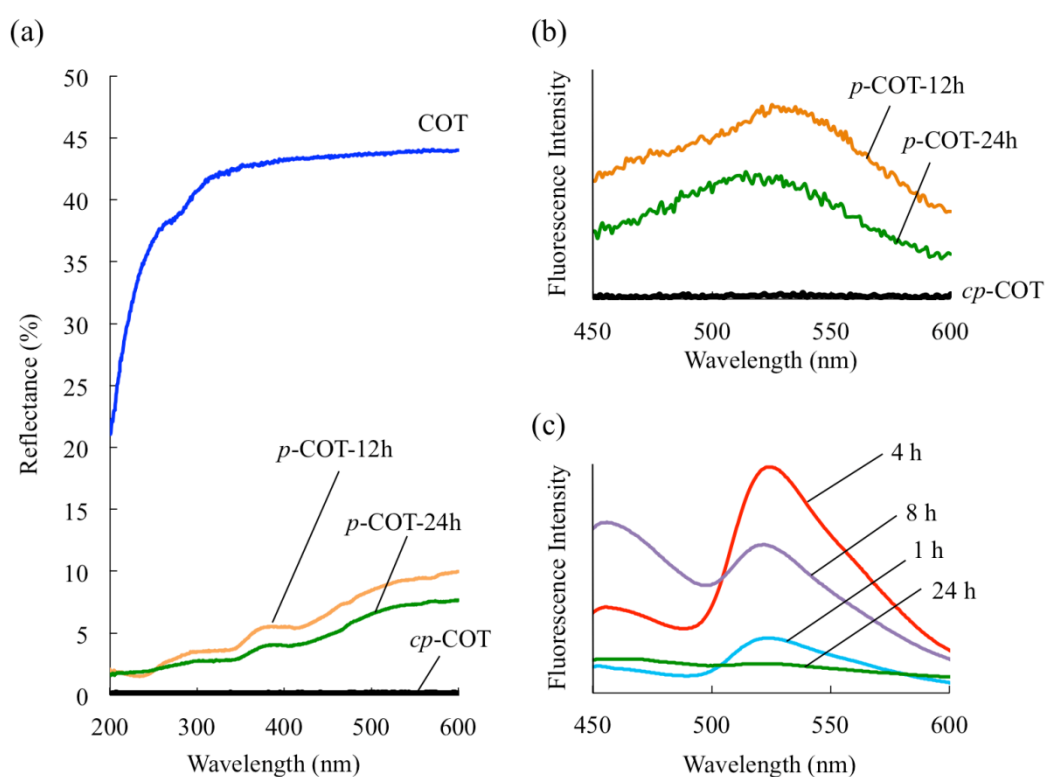 (a)
50
45
40
35
30
25
20
15
10
5
0
Reflectance (%)
COT
p-COT-12h
p-COT-24h
cp-COT
200 300 400 500 600
Wavelength (nm)
(b)
Fluorescence Intensity
p-COT-12h
p-COT-24h
cp-COT
450 500 550 600
Wavelength (nm)
(c)
Fluorescence Intensity
4 h
8 h
1 h
24 h
450 500 550 600
Wavelength (nm)